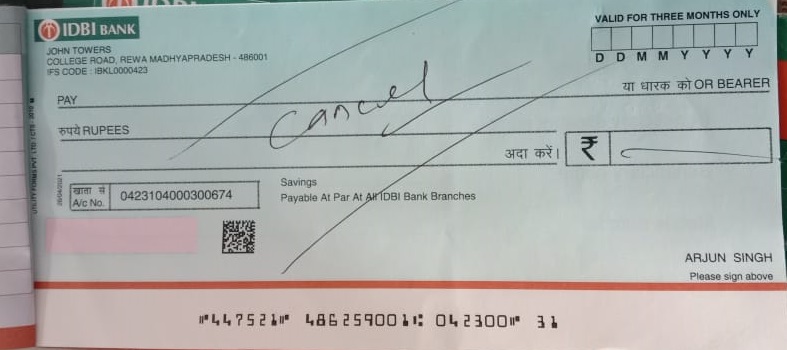 IDBI BANK
JOHN TOWERS
COLLEGE ROAD, REWA MADHYAPRADESH - 486001
IFS CODE : IBKL0000423
VALID FOR THREE MONTHS ONLY
D D M M Y Y Y Y
PAY
या धारक को OR BEARER
Cancel
रुपये RUPEES
अदा करें।
₹
खाता सं
A/c No.
0423104000300674
Savings
Payable At Par At All IDBI Bank Branches
ARJUN SINGH
Please sign above
⑈447521⑈ 486259001⑆ 042300⑈ 31